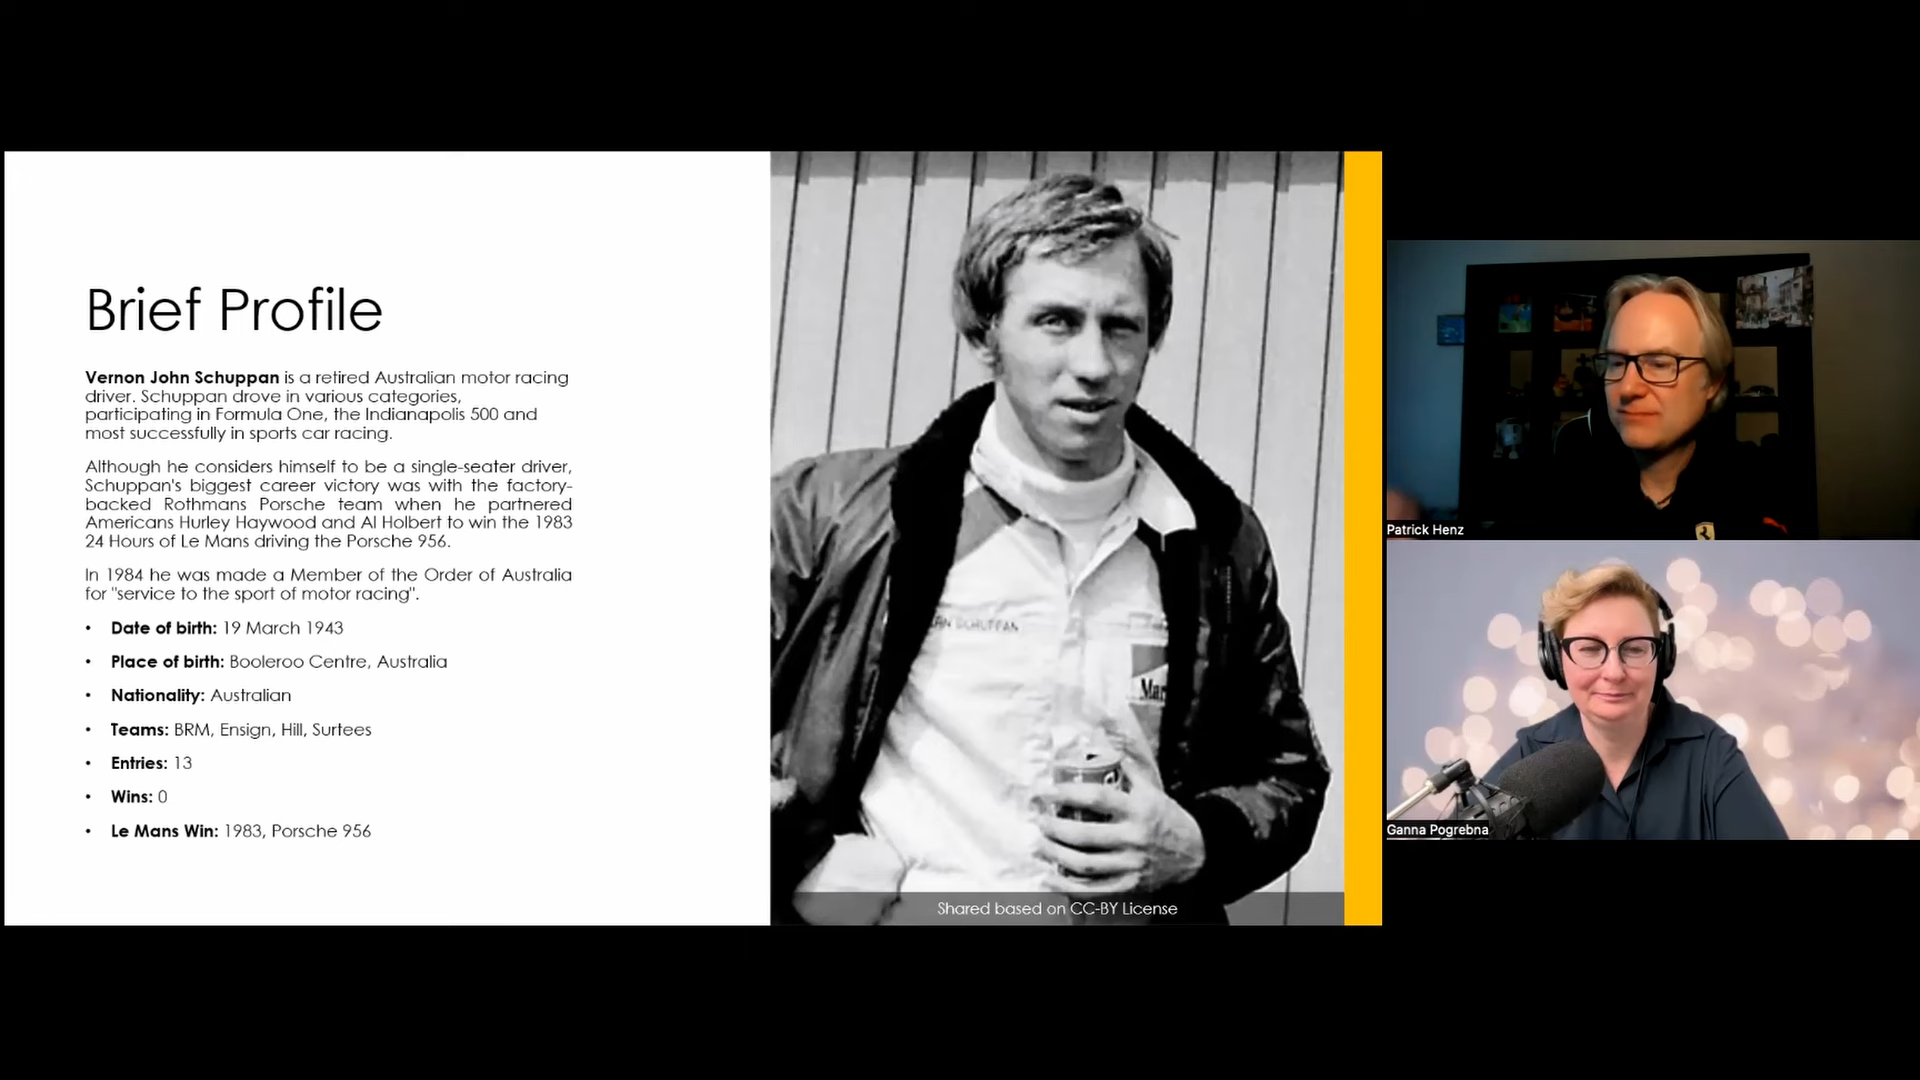 Brief Profile
Vernon John Schuppan is a retired Australian motor racing
driver. Schuppan drove in various categories,
participating in Formula One, the Indianapolis 500 and
most successfully in sports car racing.
Although he considers himself to be a single-seater driver,
Schuppan's biggest career victory was with the factory-
backed Rothmans Porsche team when he partnered
Americans Hurley Haywood and Al Holbert to win the 1983
24 Hours of Le Mans driving the Porsche 956.
In 1984 he was made a Member of the Order of Australia
for "service to the sport of motor racing".
• Date of birth: 19 March 1943
• Place of birth: Booleroo Centre, Australia
• Nationality: Australian
• Teams: BRM, Ensign, Hill, Surtees
• Entries: 13
• Wins: 0
• Le Mans Win: 1983, Porsche 956
SCHUPPAN
Mar
Shared based on CC-BY License
Patrick Henz
Ganna Pogrebna